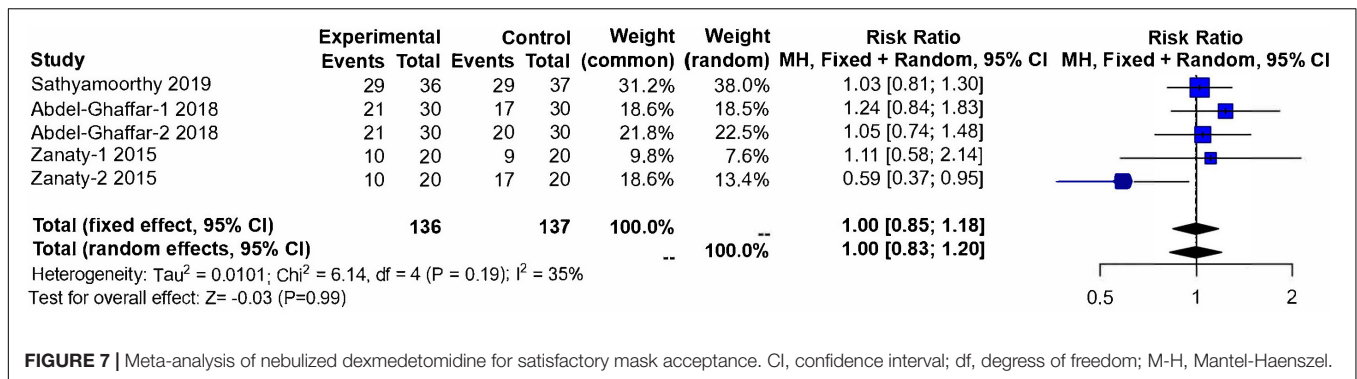 Experimental Control Weight Weight Risk Ratio Risk Ratio
Study Events Total Events Total (common) (random) MH, Fixed + Random, 95% CI MH, Fixed + Random, 95% CI
Sathyamoorthy 2019 29 36 29 37 31.2% 38.0% 1.03 [0.81; 1.30]
Abdel-Ghaffar-1 2018 21 30 17 30 18.6% 18.5% 1.24 [0.84; 1.83]
Abdel-Ghaffar-2 2018 21 30 20 30 21.8% 22.5% 1.05 [0.74; 1.48]
Zanaty-1 2015 10 20 9 20 9.8% 7.6% 1.11 [0.58; 2.14]
Zanaty-2 2015 10 20 17 20 18.6% 13.4% 0.59 [0.37; 0.95]
Total (fixed effect, 95% CI) 136 137 100.0% -- 1.00 [0.85; 1.18]
Total (random effects, 95% CI) -- 100.0% 1.00 [0.83; 1.20]
Heterogeneity: Tau² = 0.0101; Chi² = 6.14, df = 4 (P = 0.19); I² = 35%
Test for overall effect: Z= -0.03 (P=0.99)
0.5 1 2
FIGURE 7 | Meta-analysis of nebulized dexmedetomidine for satisfactory mask acceptance. CI, confidence interval; df, degress of freedom; M-H, Mantel-Haenszel.